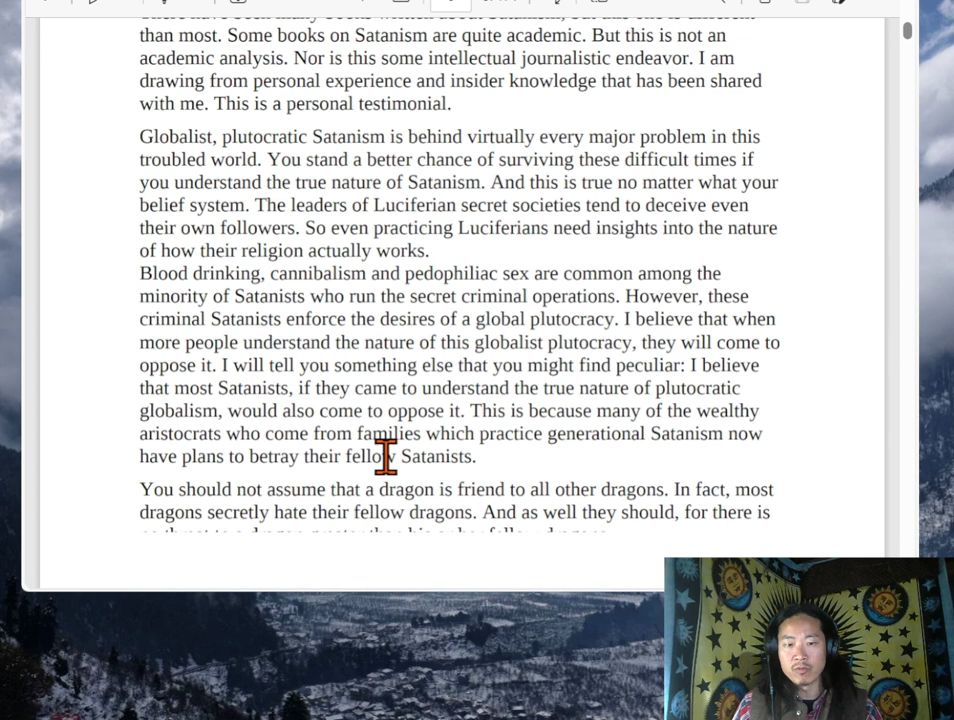 than most. Some books on Satanism are quite academic. But this is not an
academic analysis. Nor is this some intellectual journalistic endeavor. I am
drawing from personal experience and insider knowledge that has been shared
with me. This is a personal testimonial.
Globalist, plutocratic Satanism is behind virtually every major problem in this
troubled world. You stand a better chance of surviving these difficult times if
you understand the true nature of Satanism. And this is true no matter what your
belief system. The leaders of Luciferian secret societies tend to deceive even
their own followers. So even practicing Luciferians need insights into the nature
of how their religion actually works.
Blood drinking, cannibalism and pedophiliac sex are common among the
minority of Satanists who run the secret criminal operations. However, these
criminal Satanists enforce the desires of a global plutocracy. I believe that when
more people understand the nature of this globalist plutocracy, they will come to
oppose it. I will tell you something else that you might find peculiar: I believe
that most Satanists, if they came to understand the true nature of plutocratic
globalism, would also come to oppose it. This is because many of the wealthy
aristocrats who come from families which practice generational Satanism now
have plans to betray their fellow Satanists.
You should not assume that a dragon is friend to all other dragons. In fact, most
dragons secretly hate their fellow dragons. And as well they should, for there is